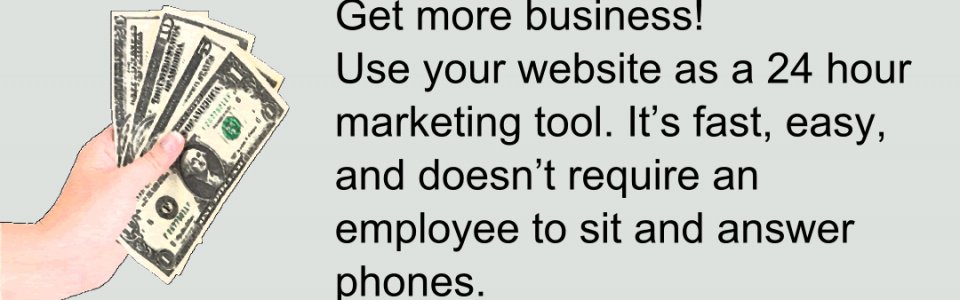 Get more business!
Use your website as a 24 hour
marketing tool. It’s fast, easy,
and doesn’t require an
employee to sit and answer
phones.